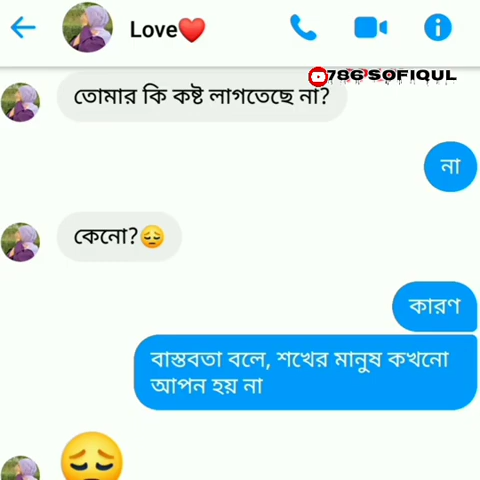 Love❤️
786 SOFIQUL
তোমার কি কষ্ট লাগতেছে না?
না
কেনো?😔
কারণ
বাস্তবতা বলে, শখের মানুষ কখনো
আপন হয় না
😔